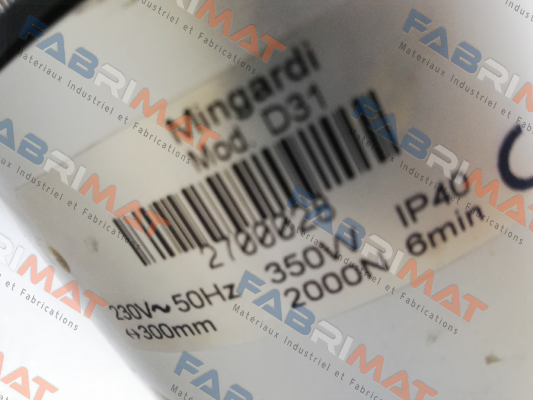 Mingardi
Mod. D31
2700025
230V~ 50Hz 350W IP40
↔300mm 2000N 6min
FABRIMAT
Matériaux Industriel et Fabrications